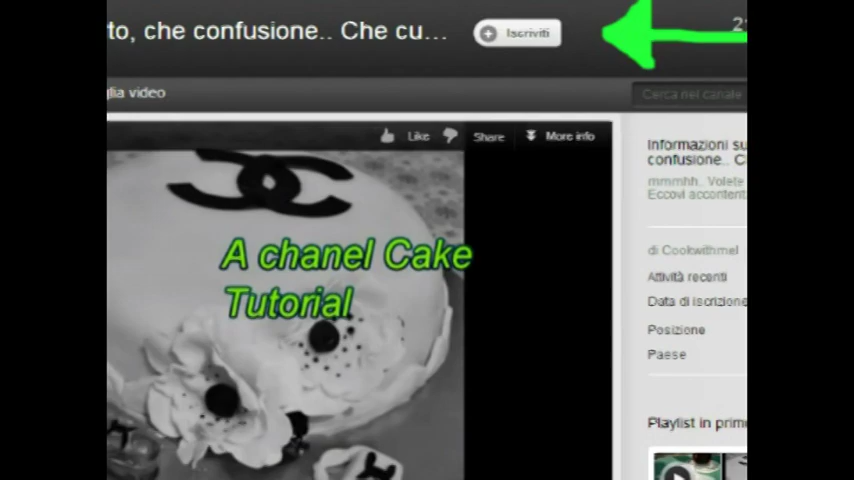 to, che confusione.. Che cu...
Iscriviti
glia video
Cerca nel canale
Like
Share
More info
Informazioni su
confusione.. C
mmmhh.. Volete
Eccovi accontent
A chanel Cake
Tutorial
di Cookwithmel
Attività recenti
Data di iscrizione
Posizione
Paese
Playlist in prim